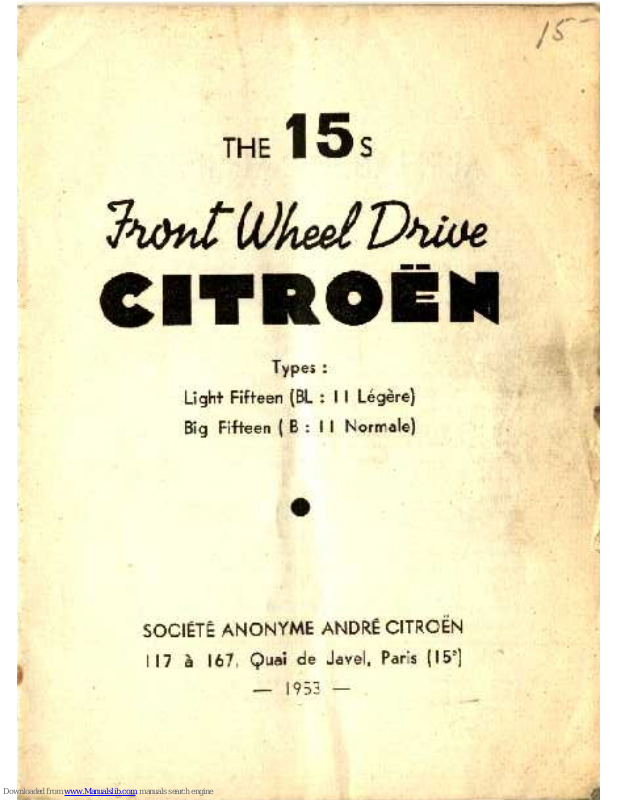 15-
THE 15s
Front Wheel Drive
CITROËN
Types :
Light Fifteen (BL : 11 Légère)
Big Fifteen ( B : 11 Normale)
SOCIÉTÉ ANONYME ANDRÉ CITROËN
117 à 167, Quai de Javel, Paris (15e)
— 1953 —
Downloaded from www.Manualslib.com manuals search engine